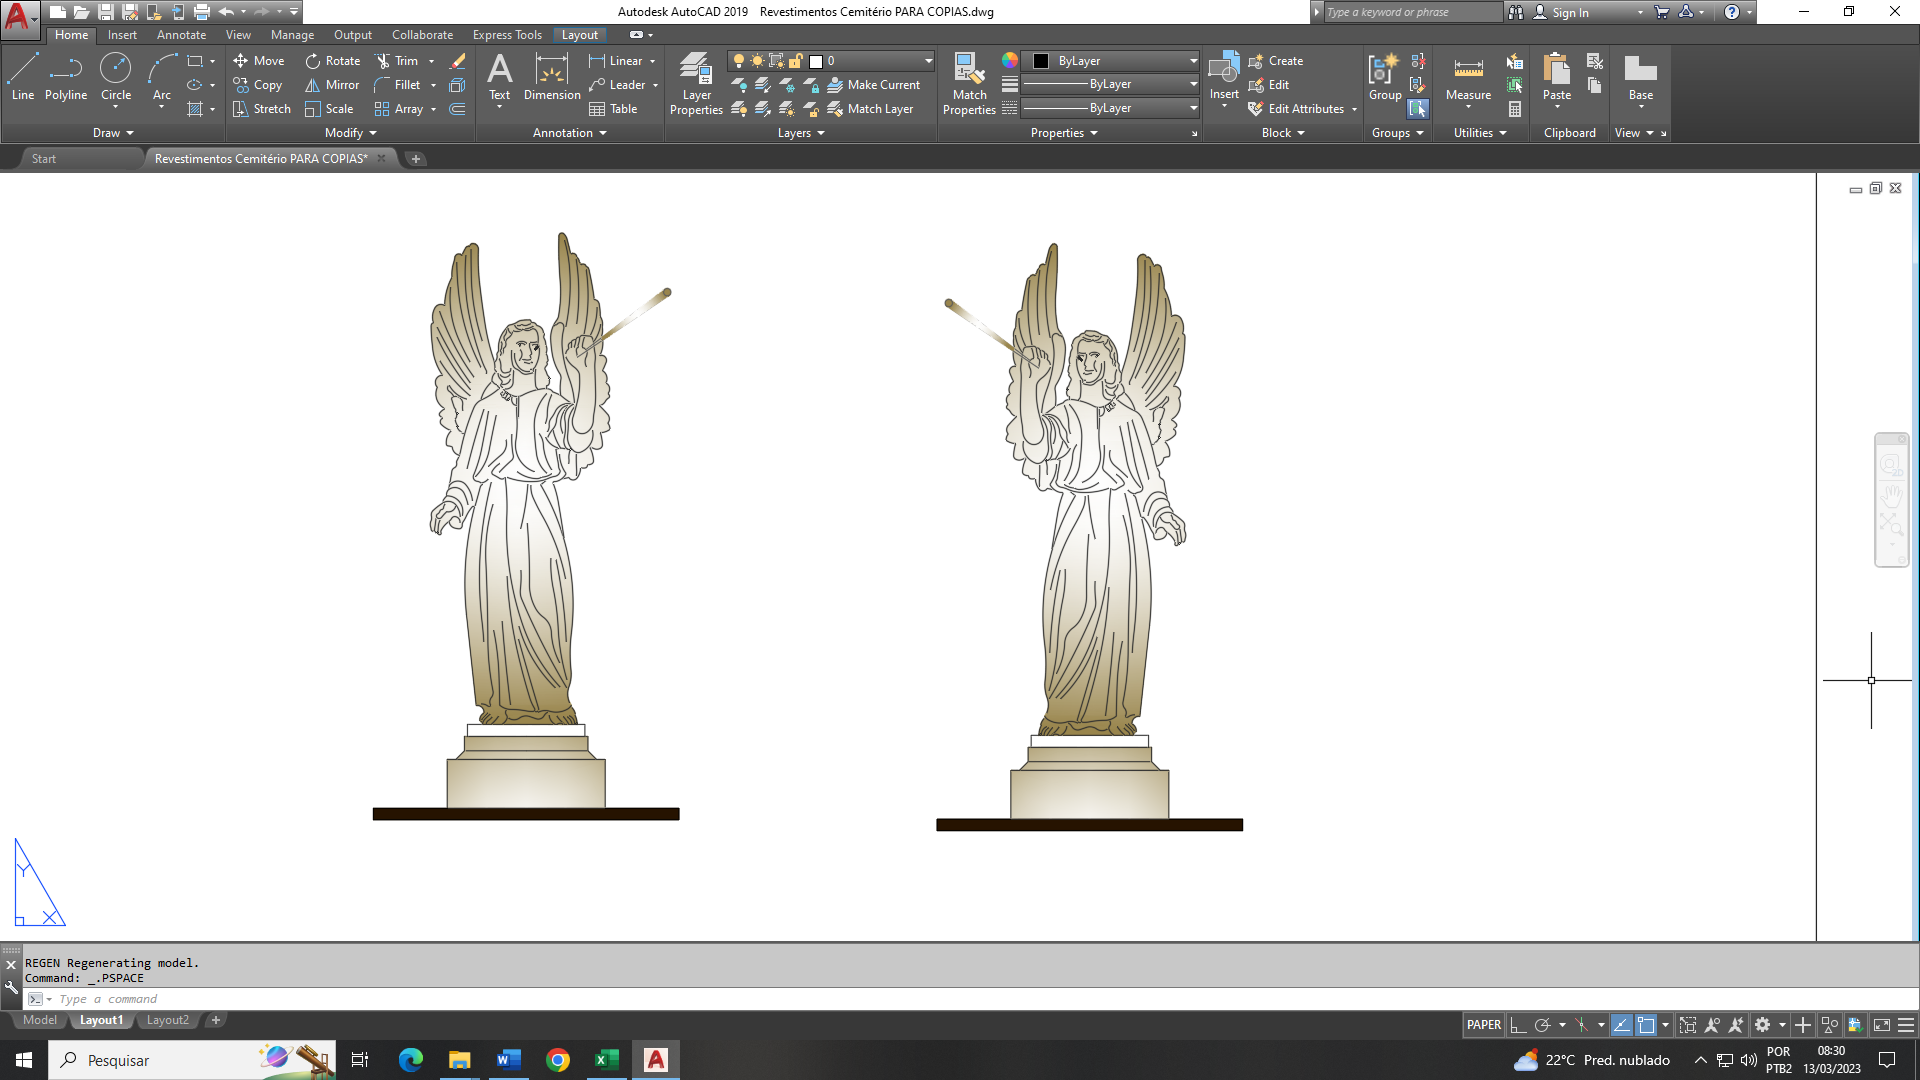 Autodesk AutoCAD 2019 Revestimentos Cemitério PARA COPIAS.dwg
Type a keyword or phrase
Sign In
Home Insert Annotate View Manage Output Collaborate Express Tools Layout
Line Polyline Circle Arc
Move Rotate Trim
Copy Mirror Fillet
Stretch Scale Array
Text Dimension
Linear
Leader
Table
Layer Properties
0
Make Current
Match Layer
Match Properties
ByLayer
ByLayer
ByLayer
Insert
Create
Edit
Edit Attributes
Group
Measure
Paste
Base
Draw Modify Annotation Layers Properties Block Groups Utilities Clipboard View
Start Revestimentos Cemitério PARA COPIAS*
2D
Y
X
REGEN Regenerating model.
Command: _.PSPACE
Type a command
Model Layout1 Layout2
PAPER
Pesquisar
22°C Pred. nublado
POR
PTB2
08:30
13/03/2023